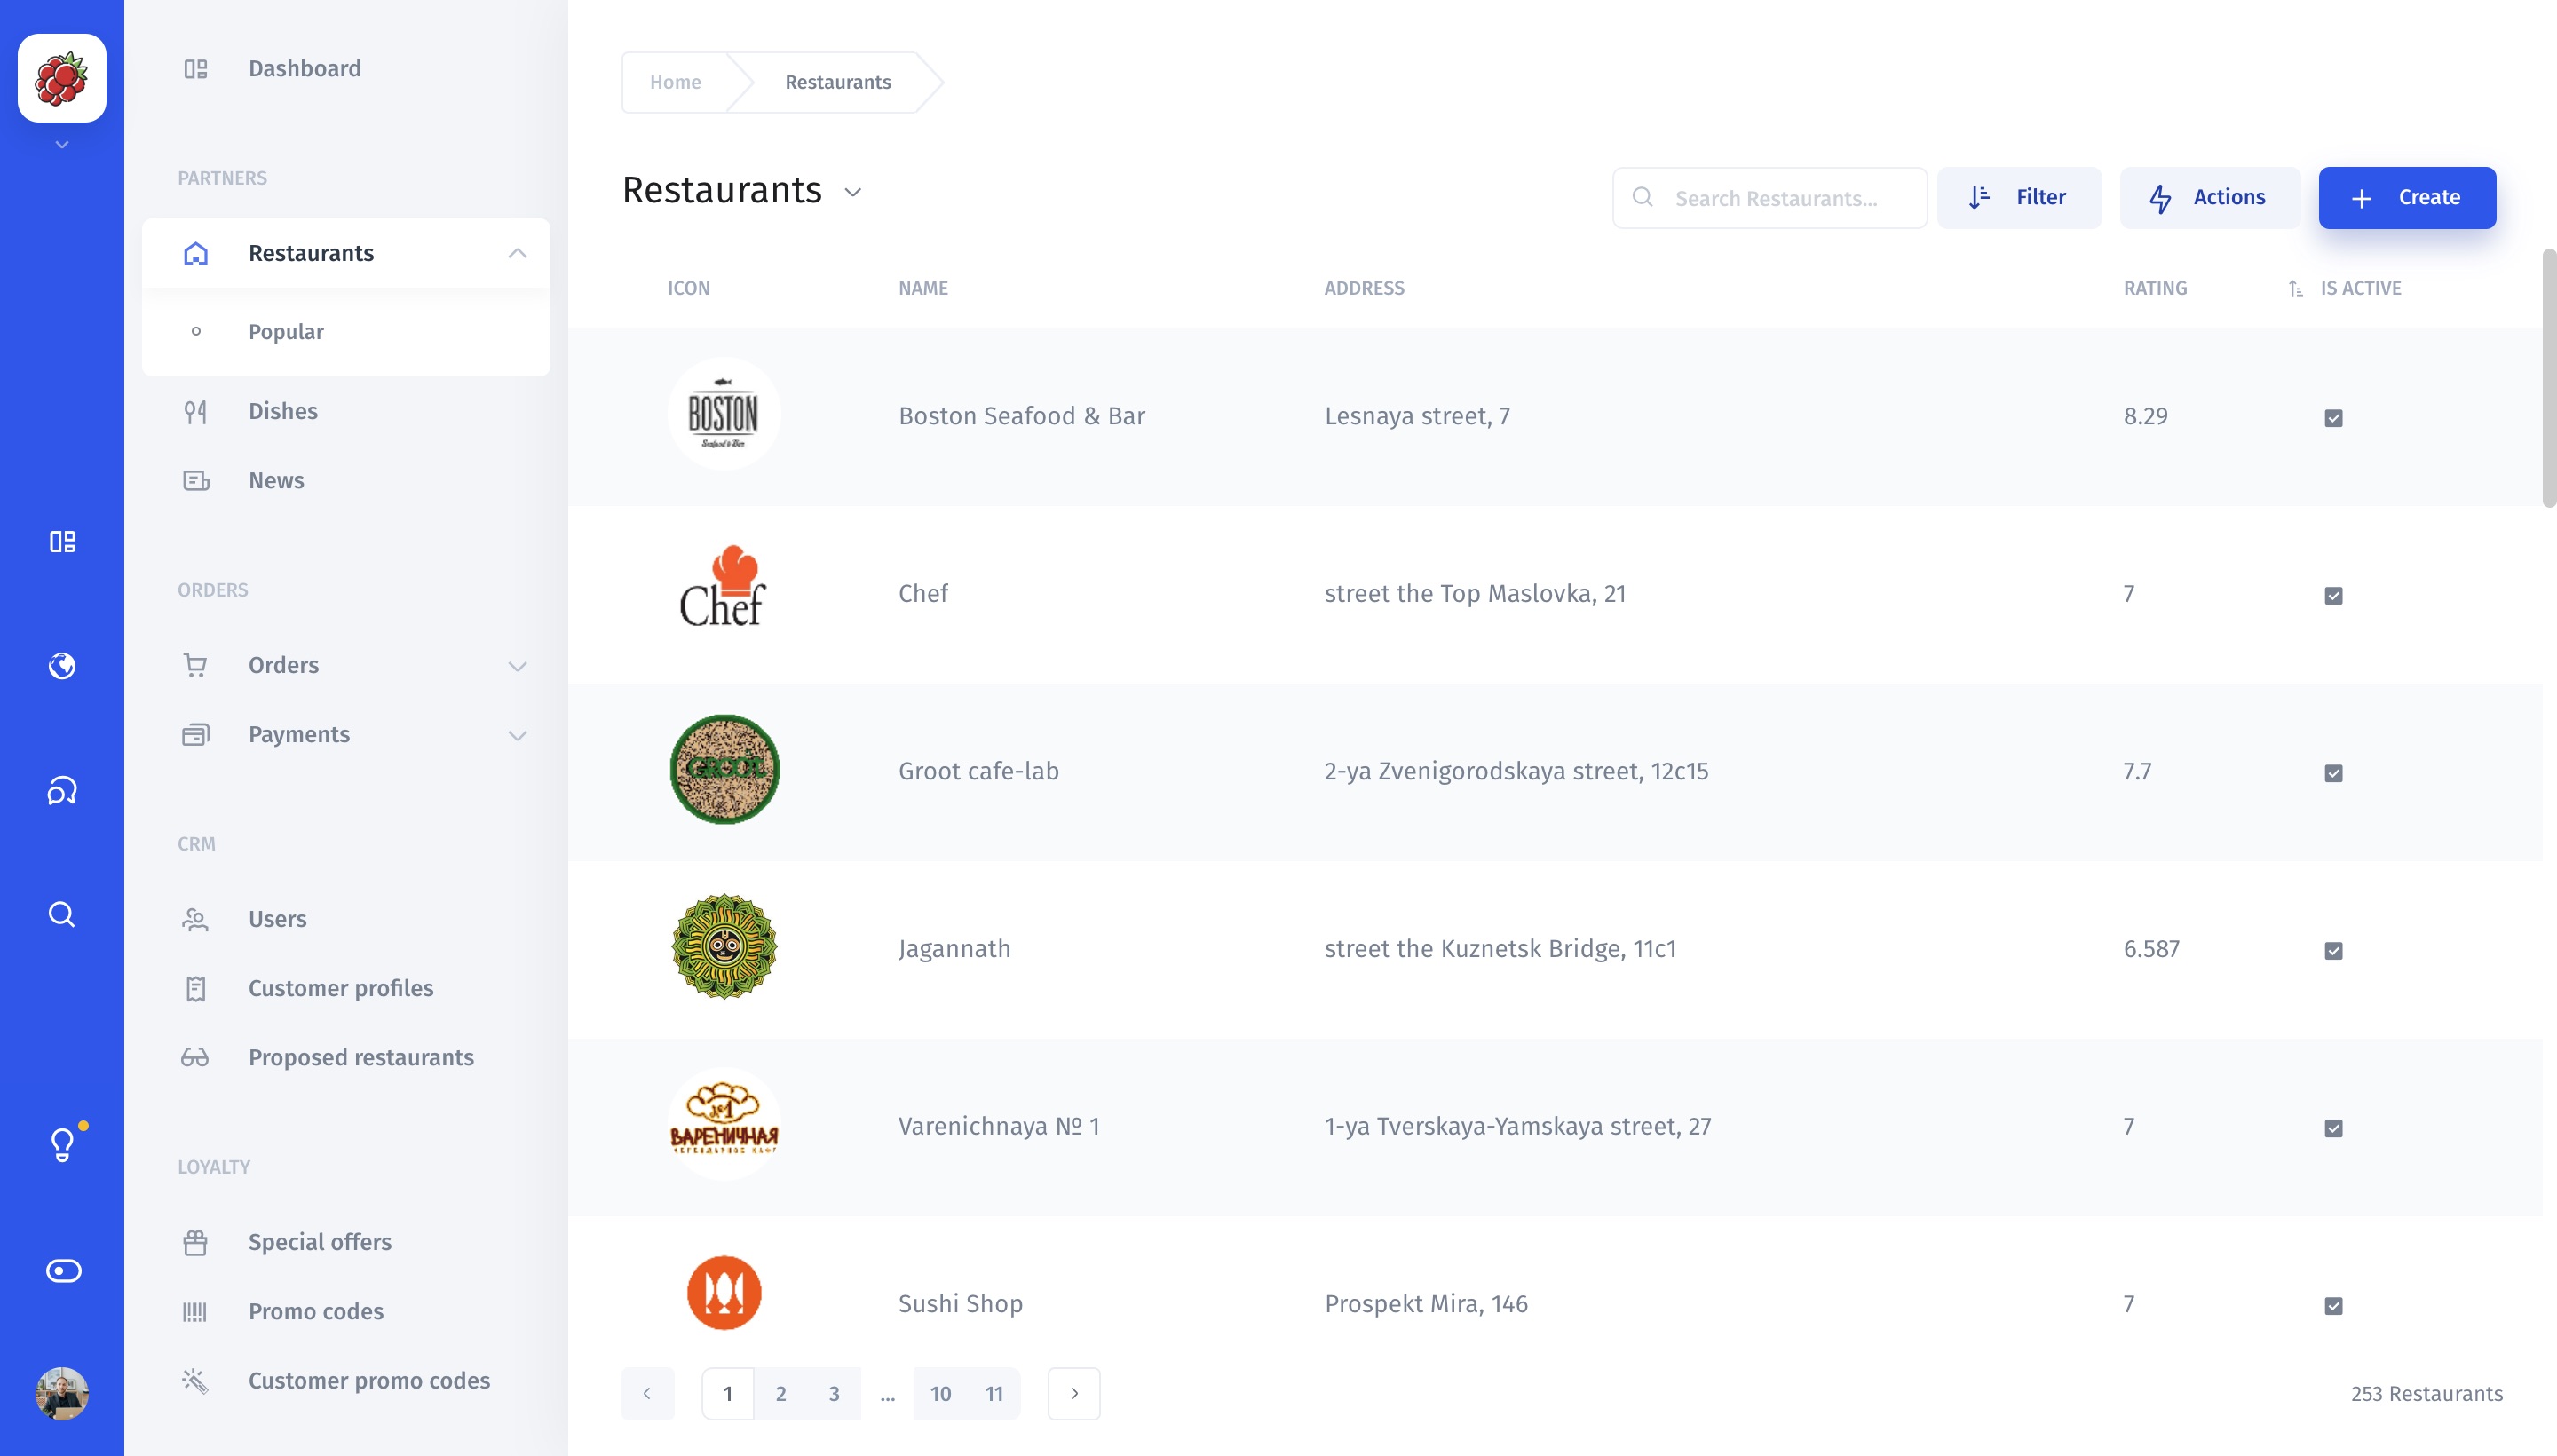 Dashboard
PARTNERS
Restaurants
Popular
Dishes
News
ORDERS
Orders
Payments
CRM
Users
Customer profiles
Proposed restaurants
LOYALTY
Special offers
Promo codes
Customer promo codes
Home
Restaurants
Restaurants
Search Restaurants...
Filter
Actions
Create
ICON NAME ADDRESS RATING IS ACTIVE
BOSTON
Seafood & Bar
Boston Seafood & Bar Lesnaya street, 7 8.29
Chef
Chef street the Top Maslovka, 21 7
GROOT
Groot cafe-lab 2-ya Zvenigorodskaya street, 12c15 7.7
Jagannath street the Kuznetsk Bridge, 11c1 6.587
№1
ВАРЕНИЧНАЯ
Varenichnaya № 1 1-ya Tverskaya-Yamskaya street, 27 7
Sushi Shop Prospekt Mira, 146 7
1 2 3 ... 10 11
253 Restaurants